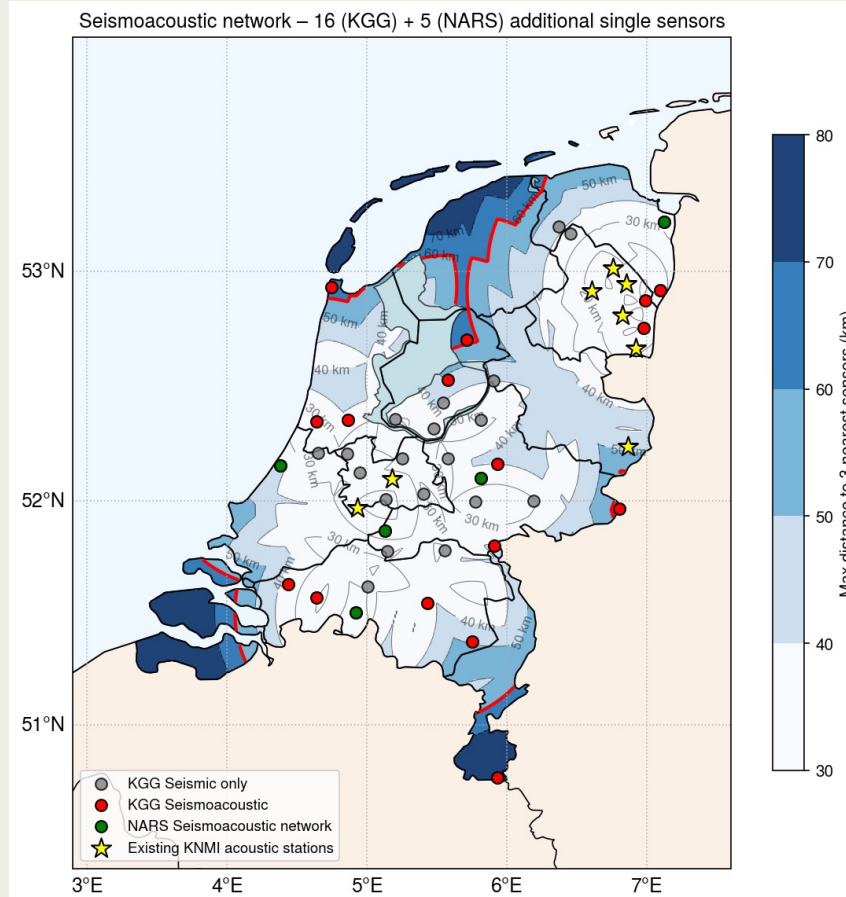 Seismoacoustic network – 16 (KGG) + 5 (NARS) additional single sensors
80
70
60
50
40
30
Max distance to 3 nearest sensors (km)
53°N
52°N
51°N
3°E
4°E
5°E
6°E
7°E
50 km
30 km
60 km
70 km
60 km
50 km
40 km
40 km
30 km
40 km
40 km
30 km
40 km
50 km
30 km
30 km
30 km
30 km
30 km
50 km
40 km
40 km
50 km
KGG Seismic only
KGG Seismoacoustic
NARS Seismoacoustic network
Existing KNMI acoustic stations